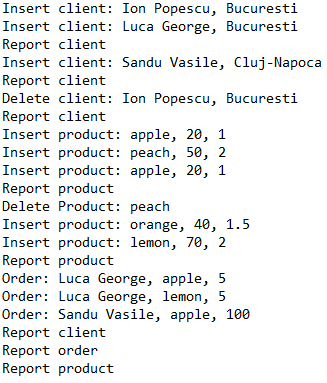 Insert client: Ion Popescu, Bucuresti
Insert client: Luca George, Bucuresti
Report client
Insert client: Sandu Vasile, Cluj-Napoca
Report client
Delete client: Ion Popescu, Bucuresti
Report client
Insert product: apple, 20, 1
Insert product: peach, 50, 2
Insert product: apple, 20, 1
Report product
Delete Product: peach
Insert product: orange, 40, 1.5
Insert product: lemon, 70, 2
Report product
Order: Luca George, apple, 5
Order: Luca George, lemon, 5
Order: Sandu Vasile, apple, 100
Report client
Report order
Report product